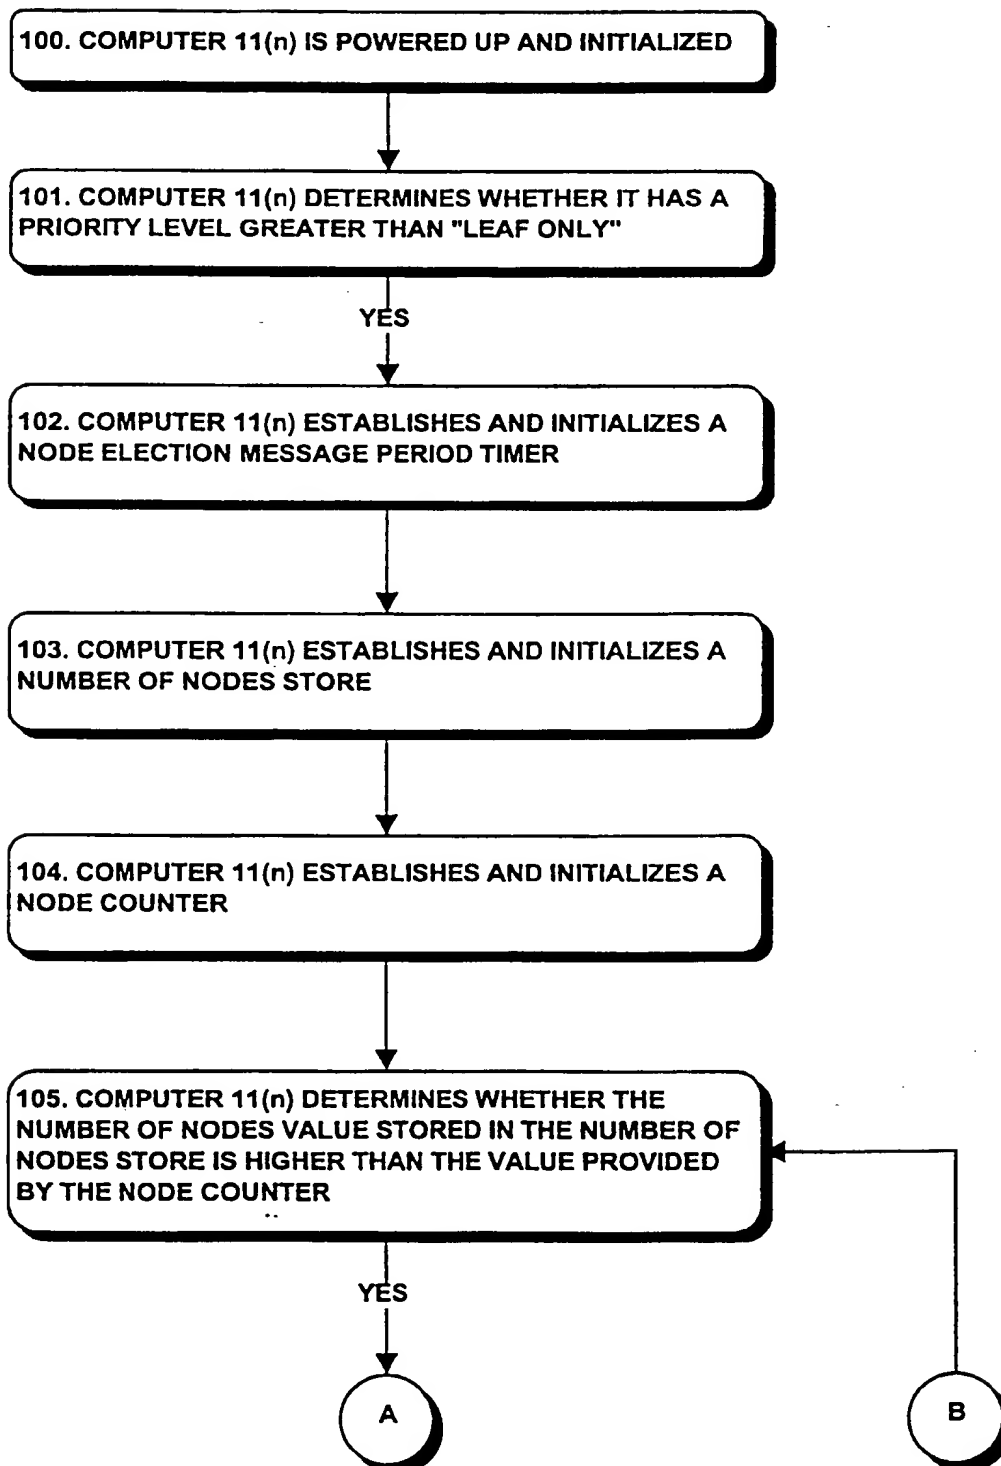 100. COMPUTER 11(n) IS POWERED UP AND INITIALIZED
101. COMPUTER 11(n) DETERMINES WHETHER IT HAS A
PRIORITY LEVEL GREATER THAN "LEAF ONLY"
YES
102. COMPUTER 11(n) ESTABLISHES AND INITIALIZES A
NODE ELECTION MESSAGE PERIOD TIMER
103. COMPUTER 11(n) ESTABLISHES AND INITIALIZES A
NUMBER OF NODES STORE
104. COMPUTER 11(n) ESTABLISHES AND INITIALIZES A
NODE COUNTER
105. COMPUTER 11(n) DETERMINES WHETHER THE
NUMBER OF NODES VALUE STORED IN THE NUMBER OF
NODES STORE IS HIGHER THAN THE VALUE PROVIDED
BY THE NODE COUNTER
YES
A
B